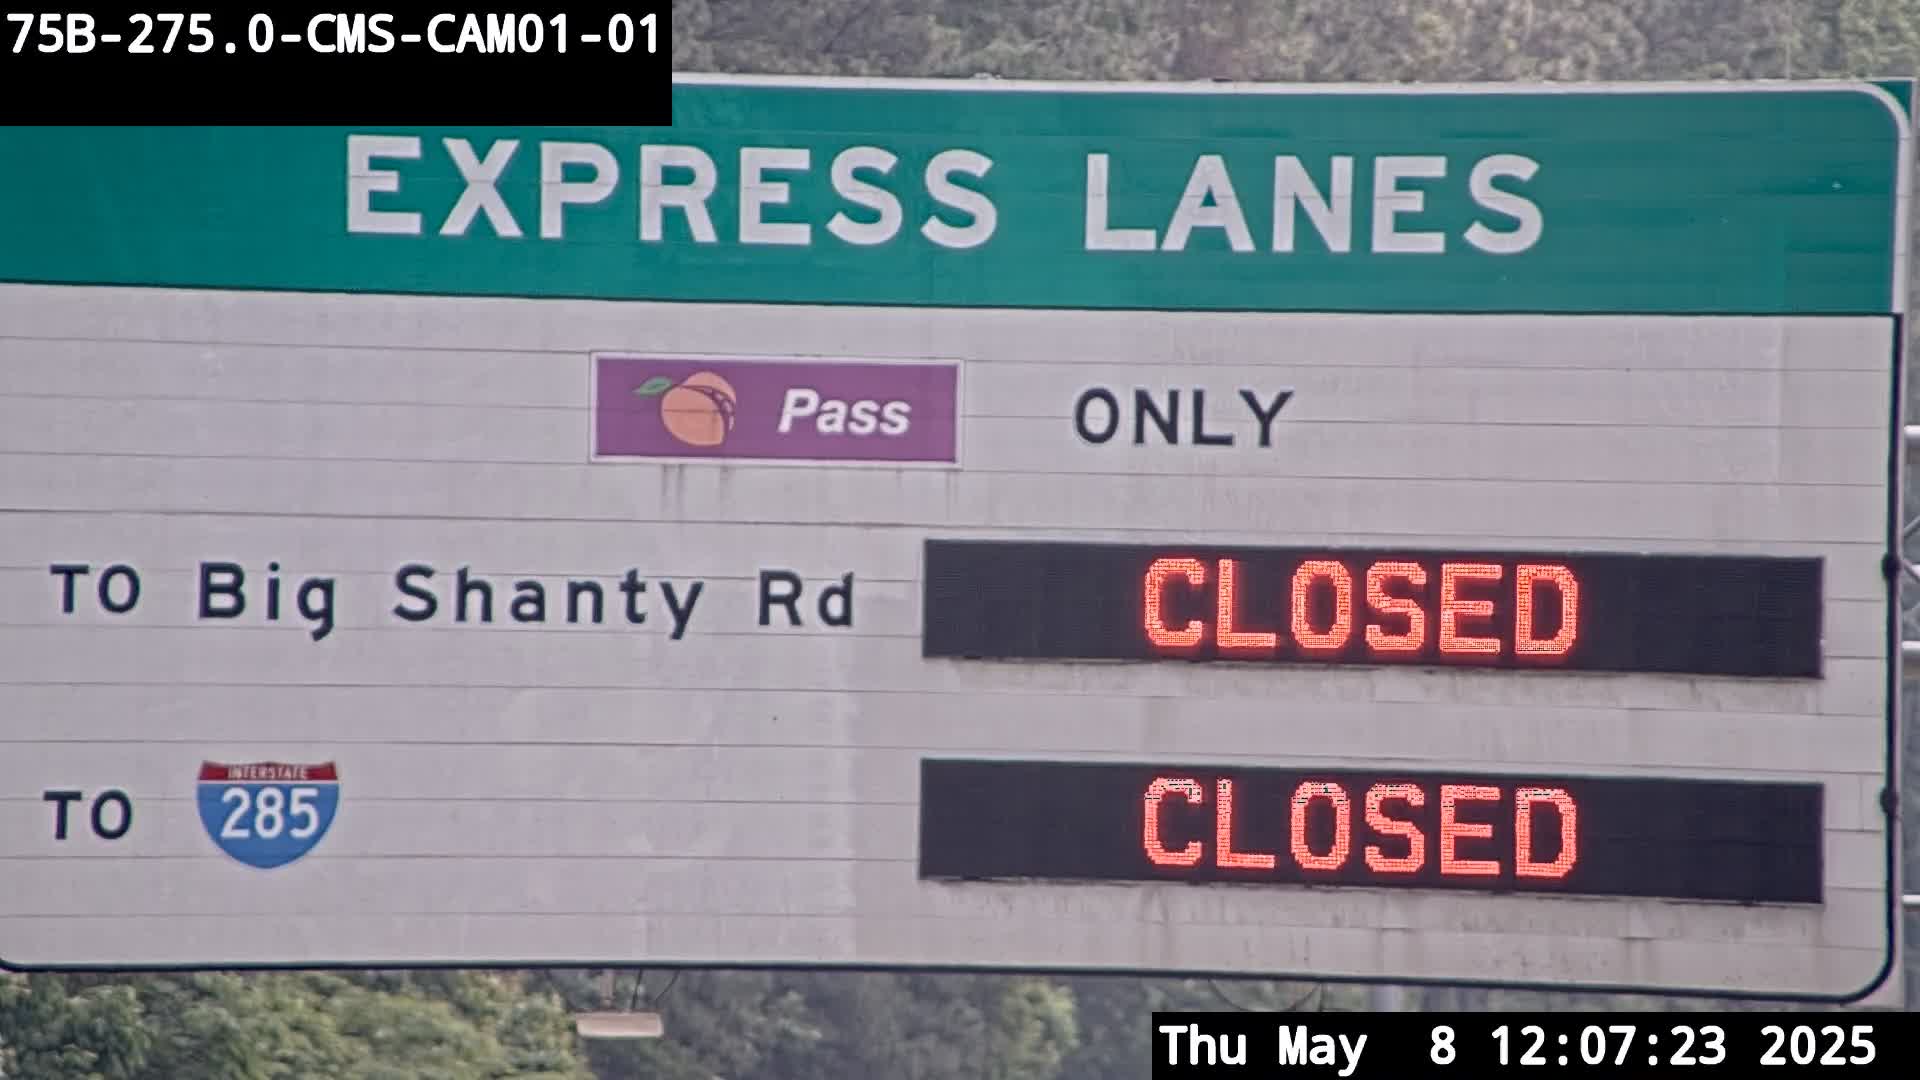 75B-275.0-CMS-CAM01-01
EXPRESS LANES
Pass ONLY
TO Big Shanty Rd CLOSED
TO INTERSTATE 285 CLOSED
Thu May 8 12:07:23 2025